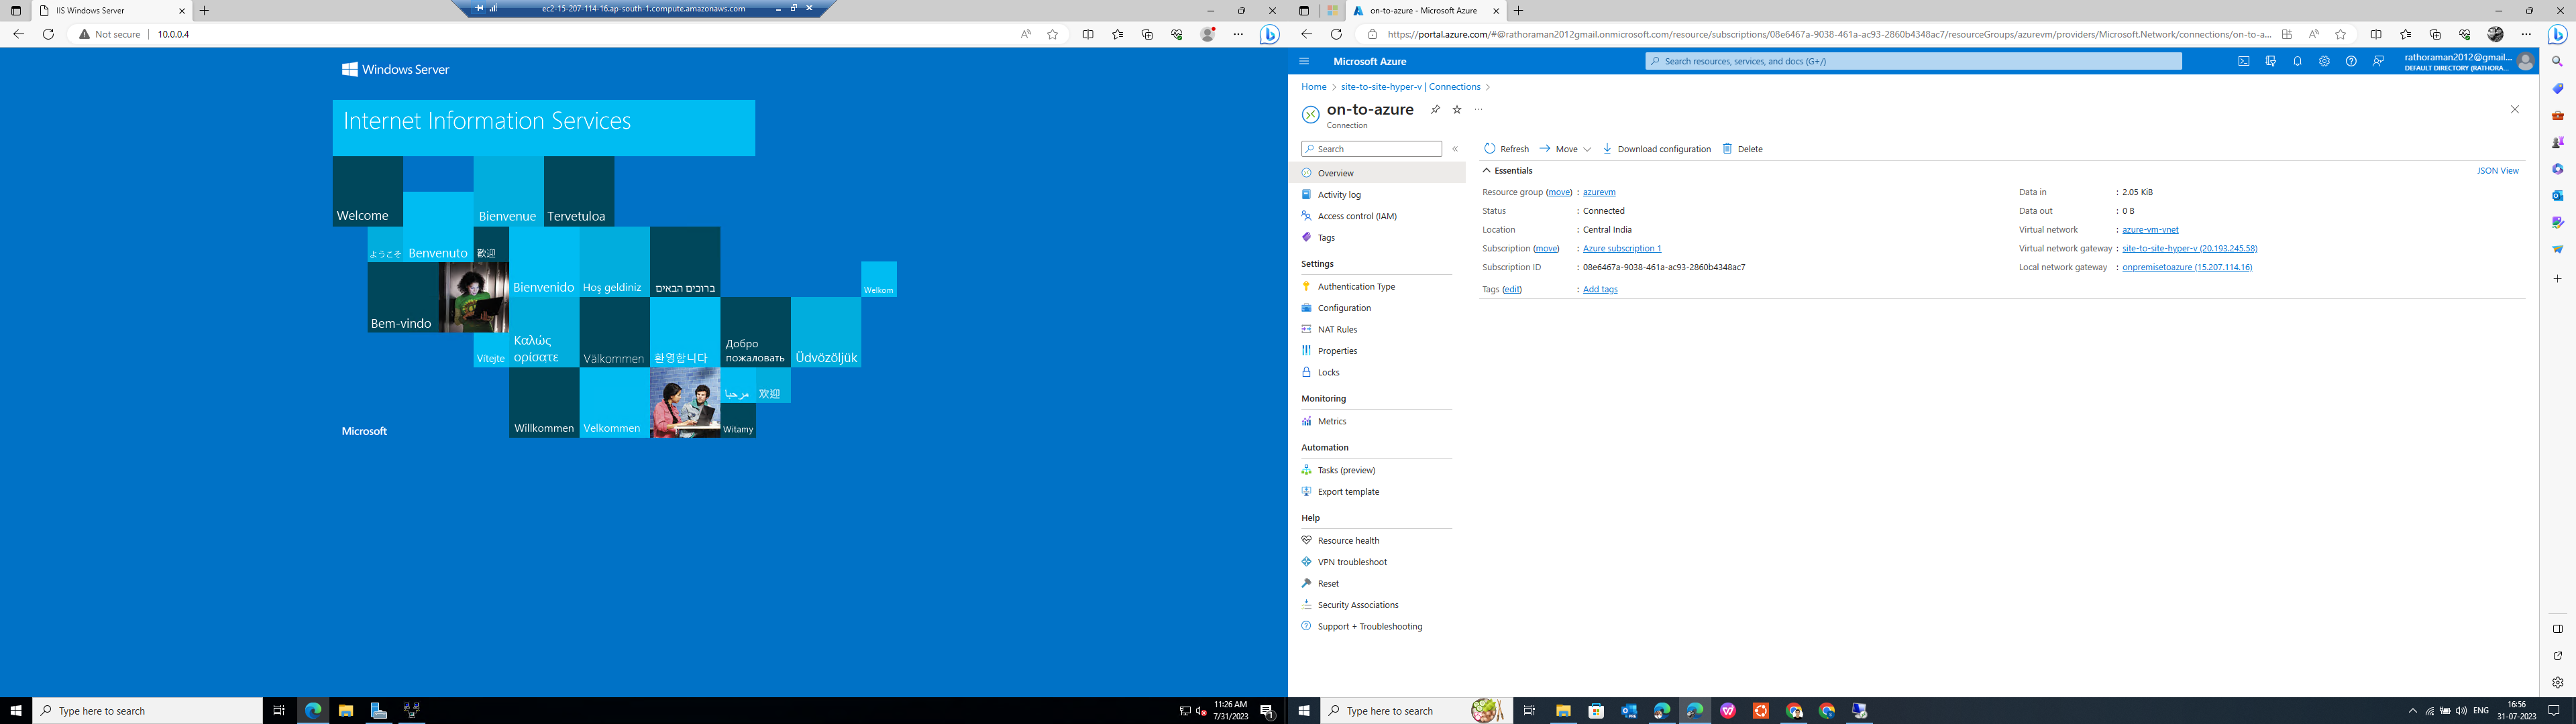 IIS Windows Server
ec2-15-207-114-16.ap-south-1.compute.amazonaws.com
Not secure
10.0.0.4
Windows Server
Internet Information Services
Welcome
Bienvenue
Tervetuloa
ようこそ
Benvenuto
歡迎
Bienvenido
Hoş geldiniz
ברוכים הבאים
Welkom
Bem-vindo
Vítejte
Καλώς
ορίσατε
Välkommen
환영합니다
Добро
пожаловать
Üdvözöljük
مرحبا
欢迎
Microsoft
Willkommen
Velkommen
Witamy
Type here to search
11:26 AM
7/31/2023
1
on-to-azure - Microsoft Azure
https://portal.azure.com/#@rathoraman2012gmail.onmicrosoft.com/resource/subscriptions/08e6467a-9038-461a-ac93-2860b4348ac7/resourceGroups/azurevm/providers/Microsoft.Network/connections/on-to-a...
Microsoft Azure
Search resources, services, and docs (G+/)
rathoraman2012@gmail...
DEFAULT DIRECTORY (RATHORA...
Home > site-to-site-hyper-v | Connections >
on-to-azure
Connection
Search
Refresh
Move
Download configuration
Delete
Overview
Activity log
Access control (IAM)
Tags
Settings
Authentication Type
Configuration
NAT Rules
Properties
Locks
Monitoring
Metrics
Automation
Tasks (preview)
Export template
Help
Resource health
VPN troubleshoot
Reset
Security Associations
Support + Troubleshooting
Essentials
JSON View
Resource group (move) : azurevm
Status : Connected
Location : Central India
Subscription (move) : Azure subscription 1
Subscription ID : 08e6467a-9038-461a-ac93-2860b4348ac7
Tags (edit) : Add tags
Data in : 2.05 KiB
Data out : 0 B
Virtual network : azure-vm-vnet
Virtual network gateway : site-to-site-hyper-v (20.193.245.58)
Local network gateway : onpremisetoazure (15.207.114.16)
Type here to search
ENG
16:56
31-07-2023